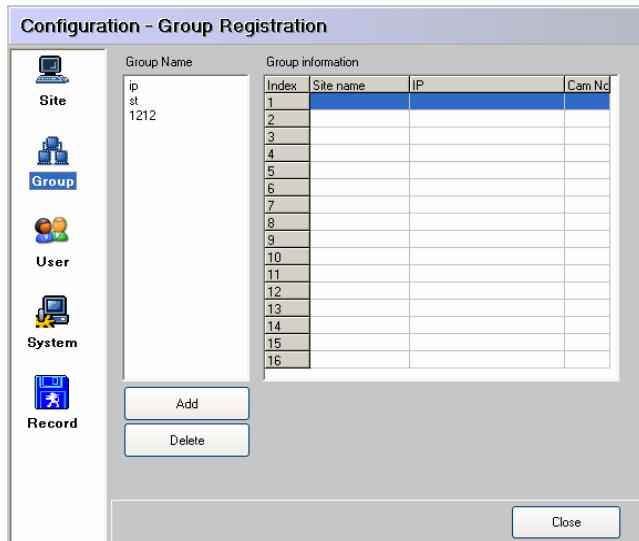 Configuration - Group Registration
Site
Group
User
System
Record
Group Name
ip
st
1212
Add
Delete
Group information
Index Site name IP Cam No
1
2
3
4
5
6
7
8
9
10
11
12
13
14
15
16
Close